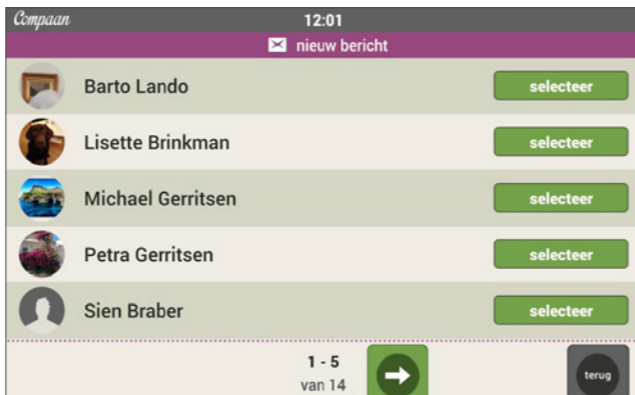 Compaan
12:01
nieuw bericht
Barto Lando
selecteer
Lisette Brinkman
selecteer
Michael Gerritsen
selecteer
Petra Gerritsen
selecteer
Sien Braber
selecteer
1 - 5
van 14
terug